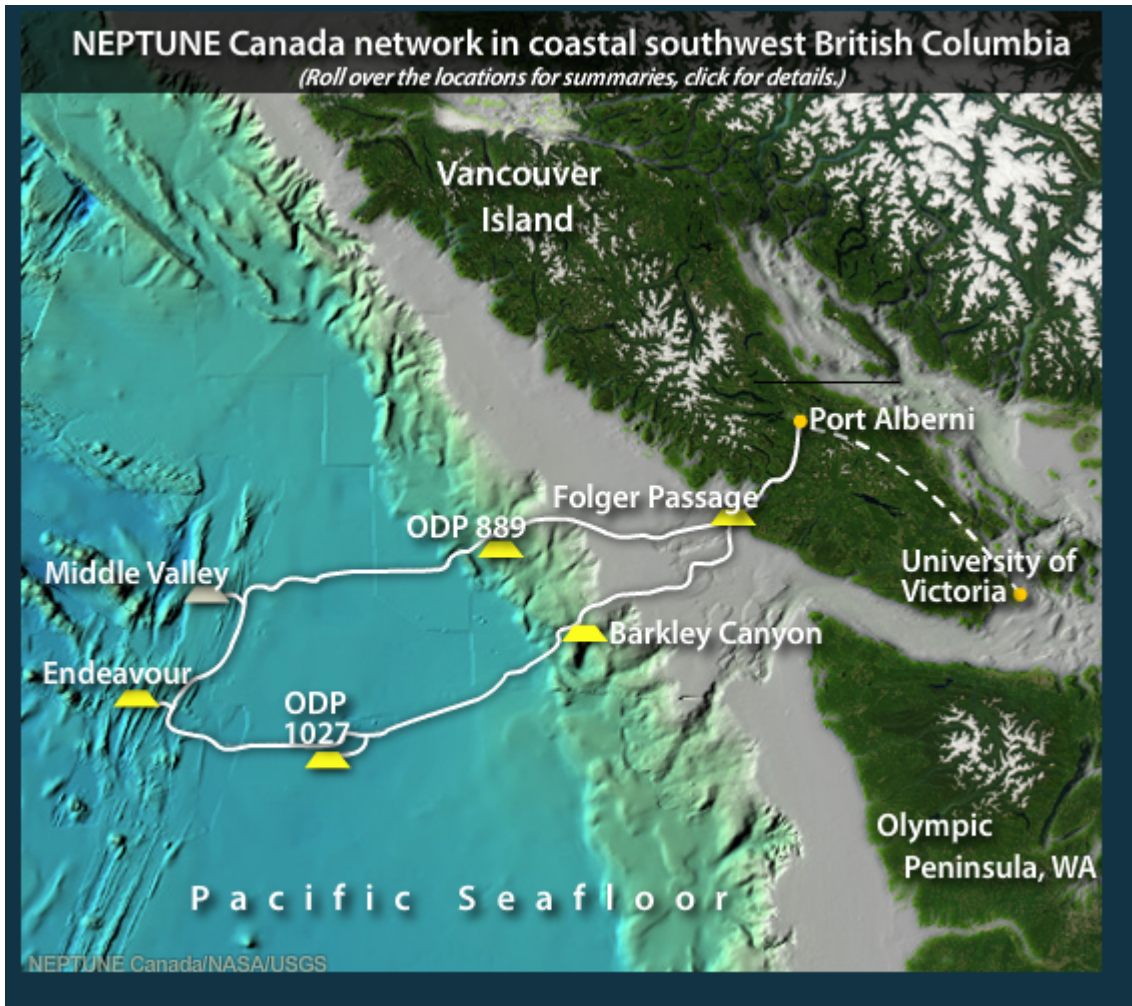 NEPTUNE Canada network in coastal southwest British Columbia
(Roll over the locations for summaries, click for details.)
Vancouver
Island
Port Alberni
Folger Passage
ODP 889
Middle Valley
University of
Victoria
Barkley Canyon
Endeavour
ODP
1027
Olympic
Peninsula, WA
Pacific Seafloor
NEPTUNE Canada/NASA/USGS